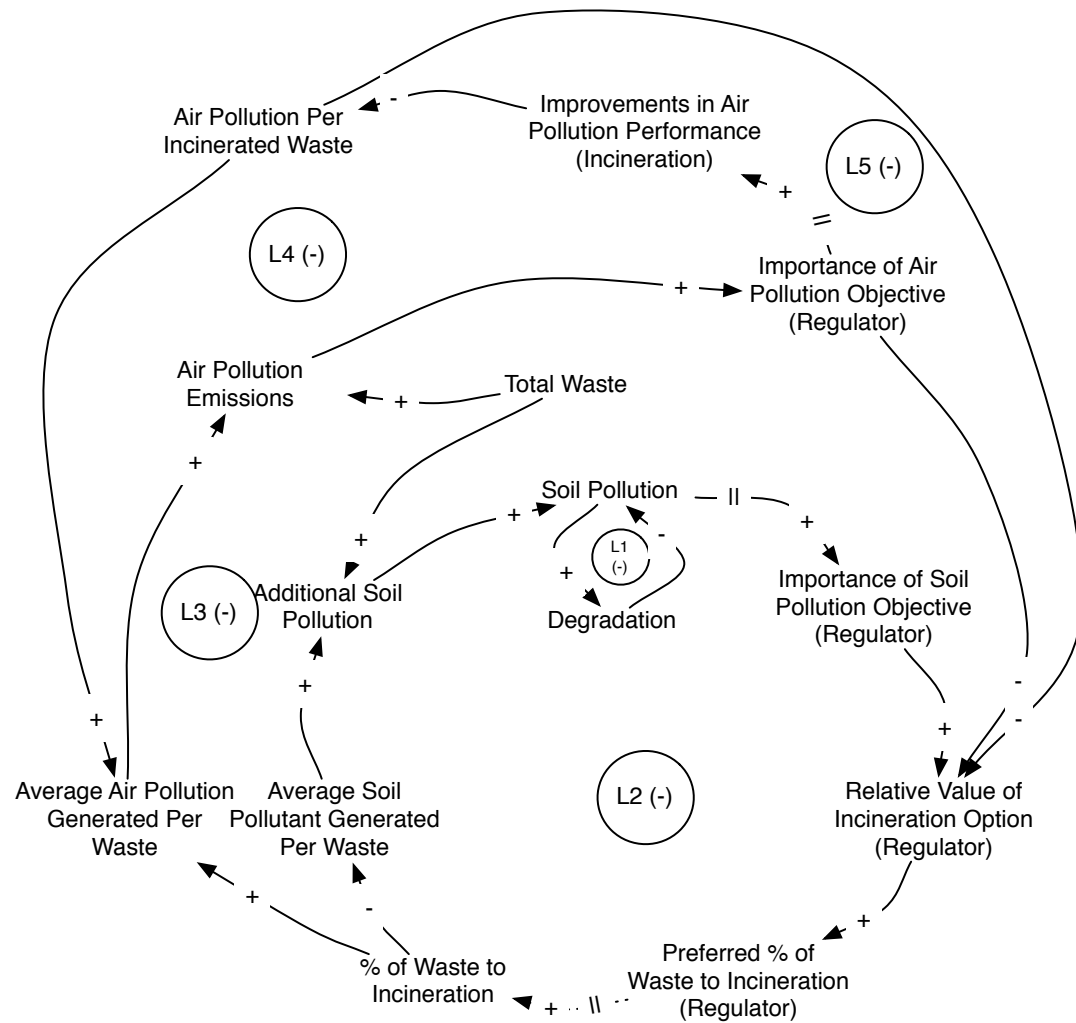 Air Pollution Per
Incinerated Waste
-
Improvements in Air
Pollution Performance
(Incineration)
L5 (-)
+
L4 (-)
Importance of Air
Pollution Objective
(Regulator)
+
Air Pollution
Emissions
Total Waste
+
+
Soil Pollution
+
+
-
L1
(-)
+
+
Degradation
Importance of Soil
Pollution Objective
(Regulator)
L3 (-)
Additional Soil
Pollution
+
-
-
+
+
Average Air Pollution
Generated Per
Waste
Average Soil
Pollutant Generated
Per Waste
L2 (-)
Relative Value of
Incineration Option
(Regulator)
+
-
+
% of Waste to
Incineration
+
Preferred % of
Waste to Incineration
(Regulator)